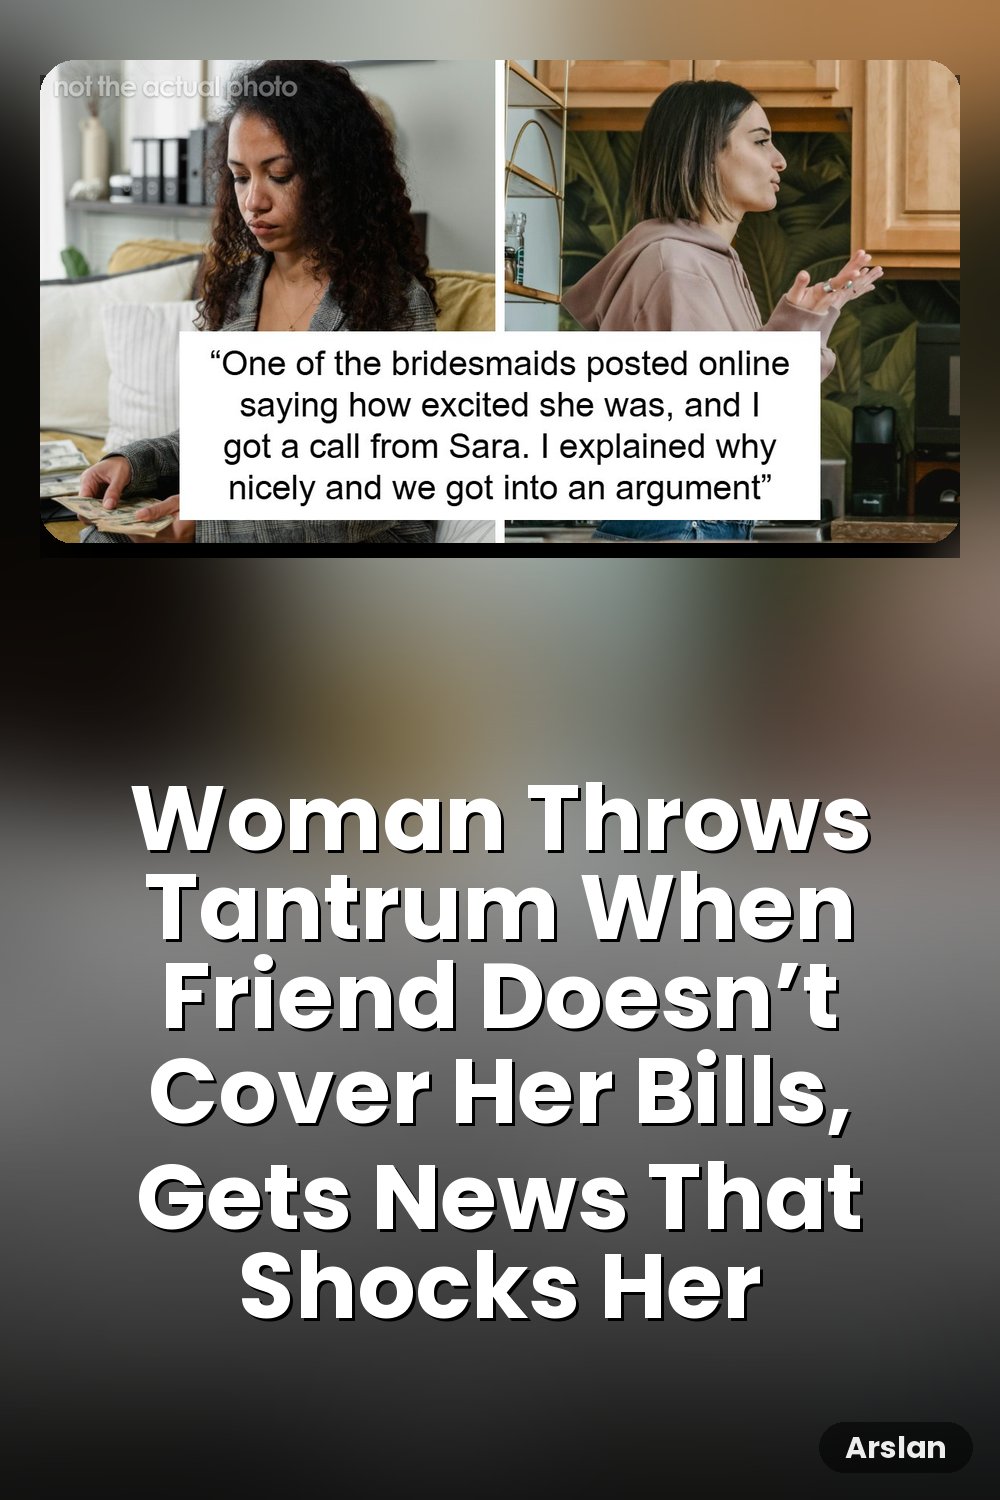 not the actual photo
“One of the bridesmaids posted online
saying how excited she was, and I
got a call from Sara. I explained why
nicely and we got into an argument”
Woman Throws
Tantrum When
Friend Doesn’t
Cover Her Bills,
Gets News That
Shocks Her
Arslan